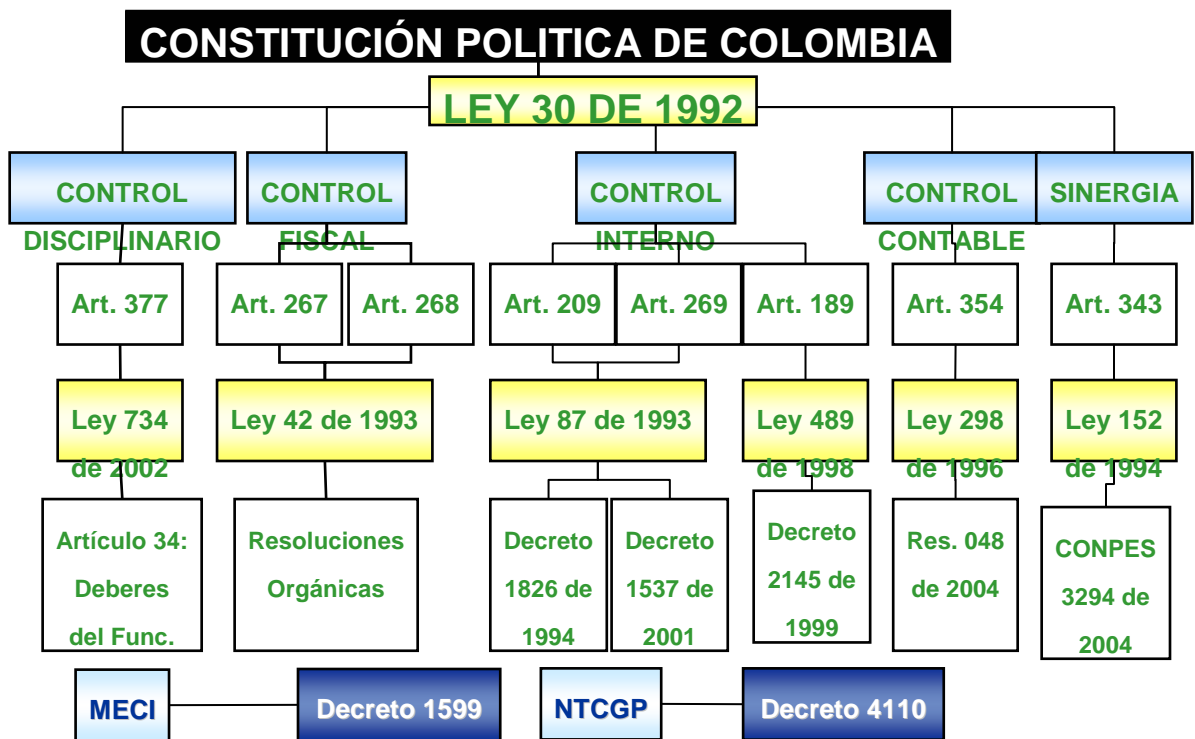 CONSTITUCIÓN POLITICA DE COLOMBIA
LEY 30 DE 1992
CONTROL
DISCIPLINARIO
CONTROL
FISCAL
CONTROL
INTERNO
CONTROL
CONTABLE
SINERGIA
Art. 377
Art. 267
Art. 268
Art. 209
Art. 269
Art. 189
Art. 354
Art. 343
Ley 734
de 2002
Ley 42 de 1993
Ley 87 de 1993
Ley 489
de 1998
Ley 298
de 1996
Ley 152
de 1994
Artículo 34:
Deberes
del Func.
Resoluciones
Orgánicas
Decreto
1826 de
1994
Decreto
1537 de
2001
Decreto
2145 de
1999
Res. 048
de 2004
CONPES
3294 de
2004
MECI
Decreto 1599
NTCGP
Decreto 4110